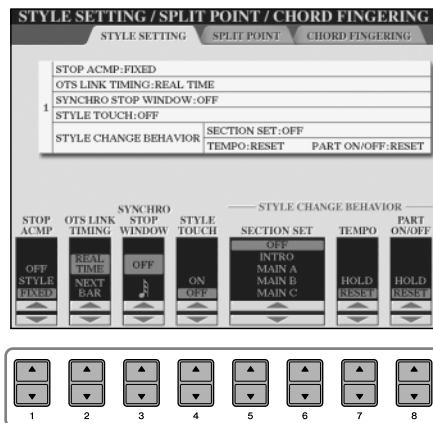 STYLE SETTING / SPLIT POINT / CHORD FINGERING
STYLE SETTING SPLIT POINT CHORD FINGERING
1
STOP ACMP:FIXED
OTS LINK TIMING:REAL TIME
SYNCHRO STOP WINDOW:OFF
STYLE TOUCH:OFF
STYLE CHANGE BEHAVIOR
SECTION SET:OFF
TEMPO:RESET PART ON/OFF:RESET
STYLE CHANGE BEHAVIOR
STOP ACMP
OFF
STYLE
FIXED
OTS LINK TIMING
REAL TIME
NEXT BAR
SYNCHRO STOP WINDOW
OFF
STYLE TOUCH
ON
OFF
SECTION SET
OFF
INTRO
MAIN A
MAIN B
MAIN C
TEMPO
HOLD
RESET
PART ON/OFF
HOLD
RESET
1 2 3 4 5 6 7 8